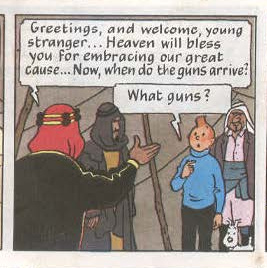 Greetings, and welcome, young
stranger... Heaven will bless
you for embracing our great
cause... Now, when do the guns arrive?
What guns?